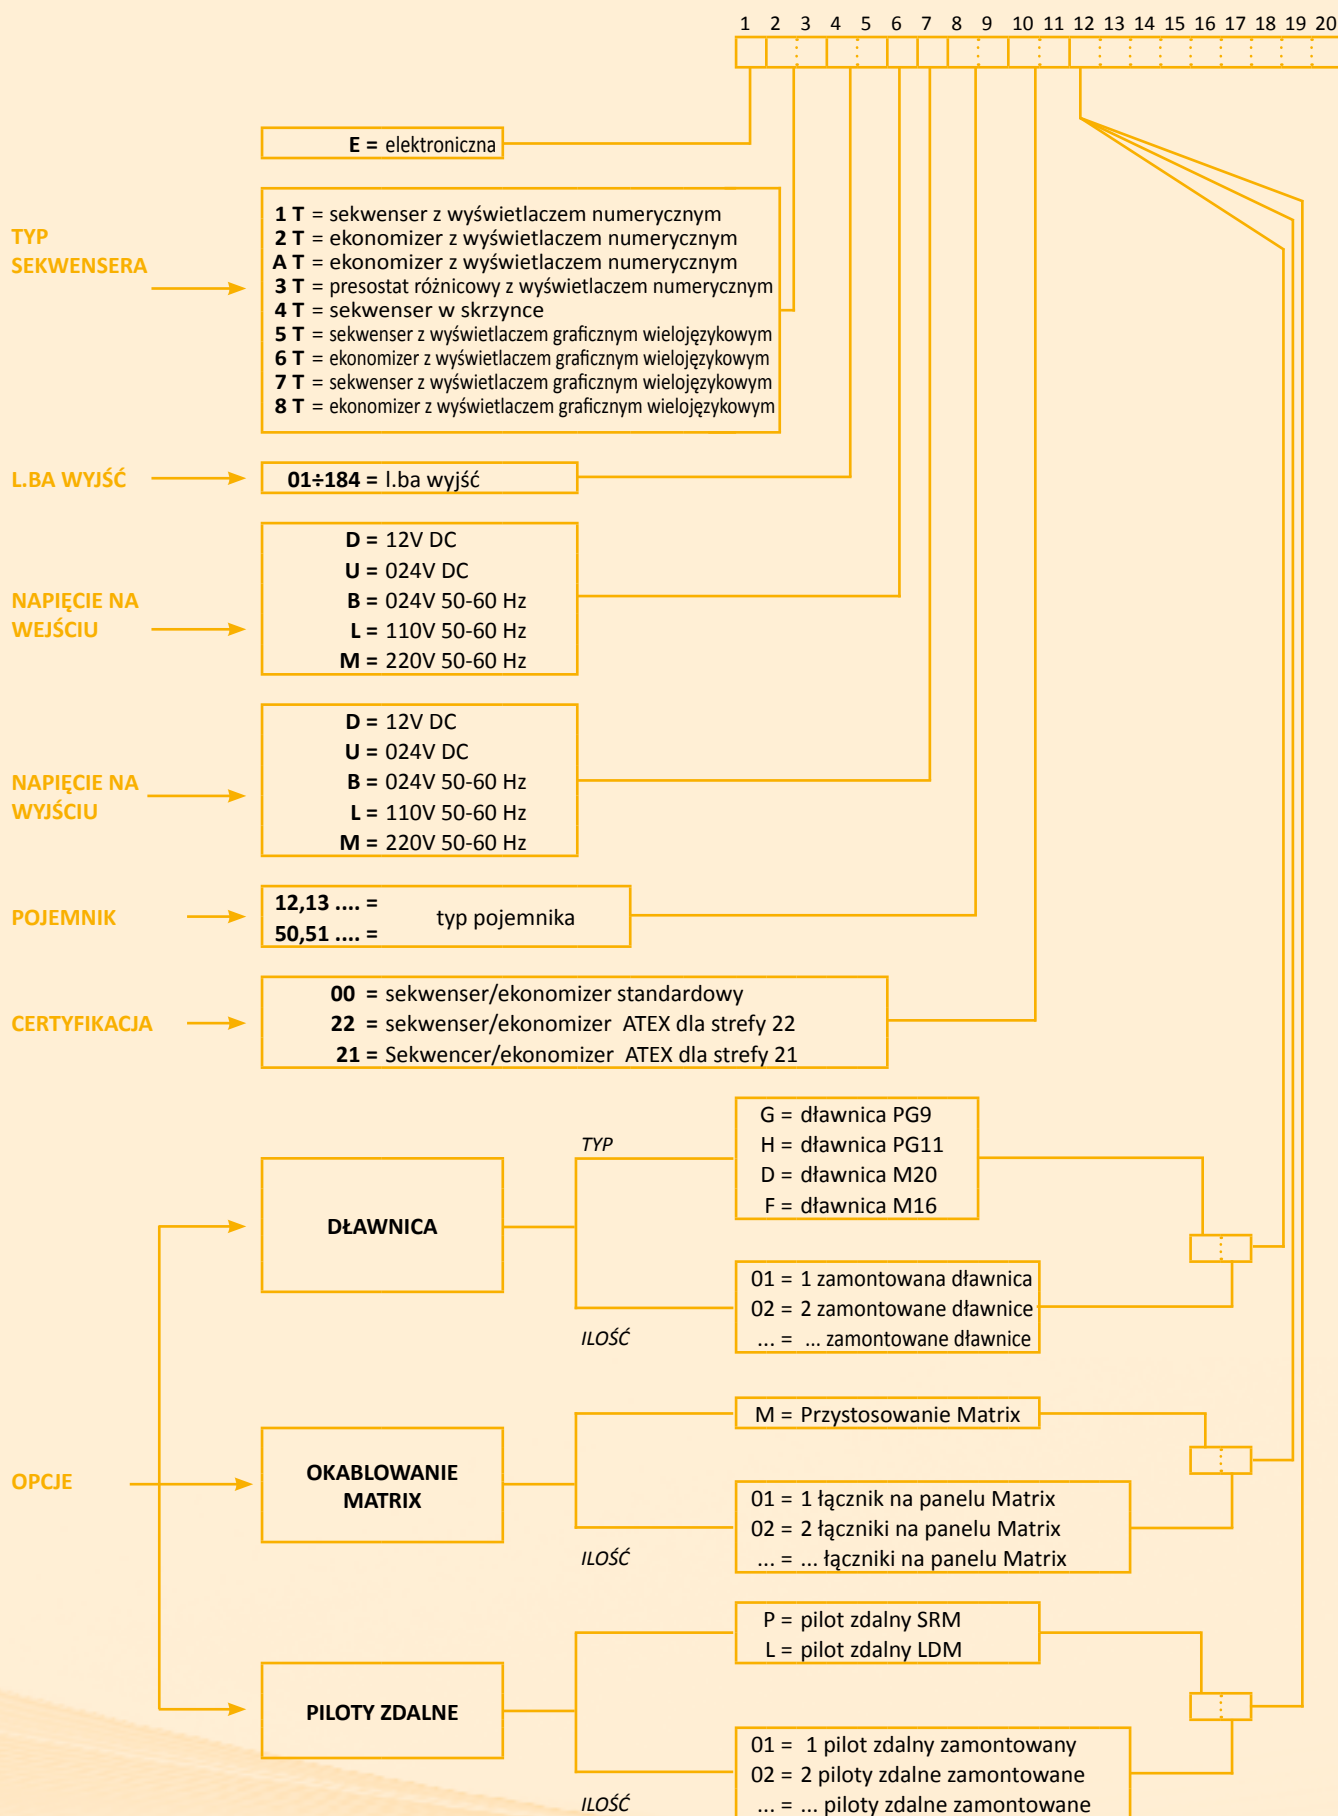 1 2 3 4 5 6 7 8 9 10 11 12 13 14 15 16 17 18 19 20
E = elektroniczna
TYP
SEKWENSERA
1 T = sekwenser z wyświetlaczem numerycznym
2 T = ekonomizer z wyświetlaczem numerycznym
A T = ekonomizer z wyświetlaczem numerycznym
3 T = presostat różnicowy z wyświetlaczem numerycznym
4 T = sekwenser w skrzynce
5 T = sekwenser z wyświetlaczem graficznym wielojęzykowym
6 T = ekonomizer z wyświetlaczem graficznym wielojęzykowym
7 T = sekwenser z wyświetlaczem graficznym wielojęzykowym
8 T = ekonomizer z wyświetlaczem graficznym wielojęzykowym
L.BA WYJŚĆ
01÷184 = l.ba wyjść
NAPIĘCIE NA
WEJŚCIU
D = 12V DC
U = 024V DC
B = 024V 50-60 Hz
L = 110V 50-60 Hz
M = 220V 50-60 Hz
NAPIĘCIE NA
WYJŚCIU
D = 12V DC
U = 024V DC
B = 024V 50-60 Hz
L = 110V 50-60 Hz
M = 220V 50-60 Hz
POJEMNIK
12,13 .... =
50,51 .... =
typ pojemnika
CERTYFIKACJA
00 = sekwenser/ekonomizer standardowy
22 = sekwenser/ekonomizer ATEX dla strefy 22
21 = Sekwencer/ekonomizer ATEX dla strefy 21
OPCJE
DŁAWNICA
TYP
G = dławnica PG9
H = dławnica PG11
D = dławnica M20
F = dławnica M16
ILOŚĆ
01 = 1 zamontowana dławnica
02 = 2 zamontowane dławnice
... = ... zamontowane dławnice
OKABLOWANIE
MATRIX
M = Przystosowanie Matrix
ILOŚĆ
01 = 1 łącznik na panelu Matrix
02 = 2 łączniki na panelu Matrix
... = ... łączniki na panelu Matrix
PILOTY ZDALNE
P = pilot zdalny SRM
L = pilot zdalny LDM
ILOŚĆ
01 = 1 pilot zdalny zamontowany
02 = 2 piloty zdalne zamontowane
... = ... piloty zdalne zamontowane